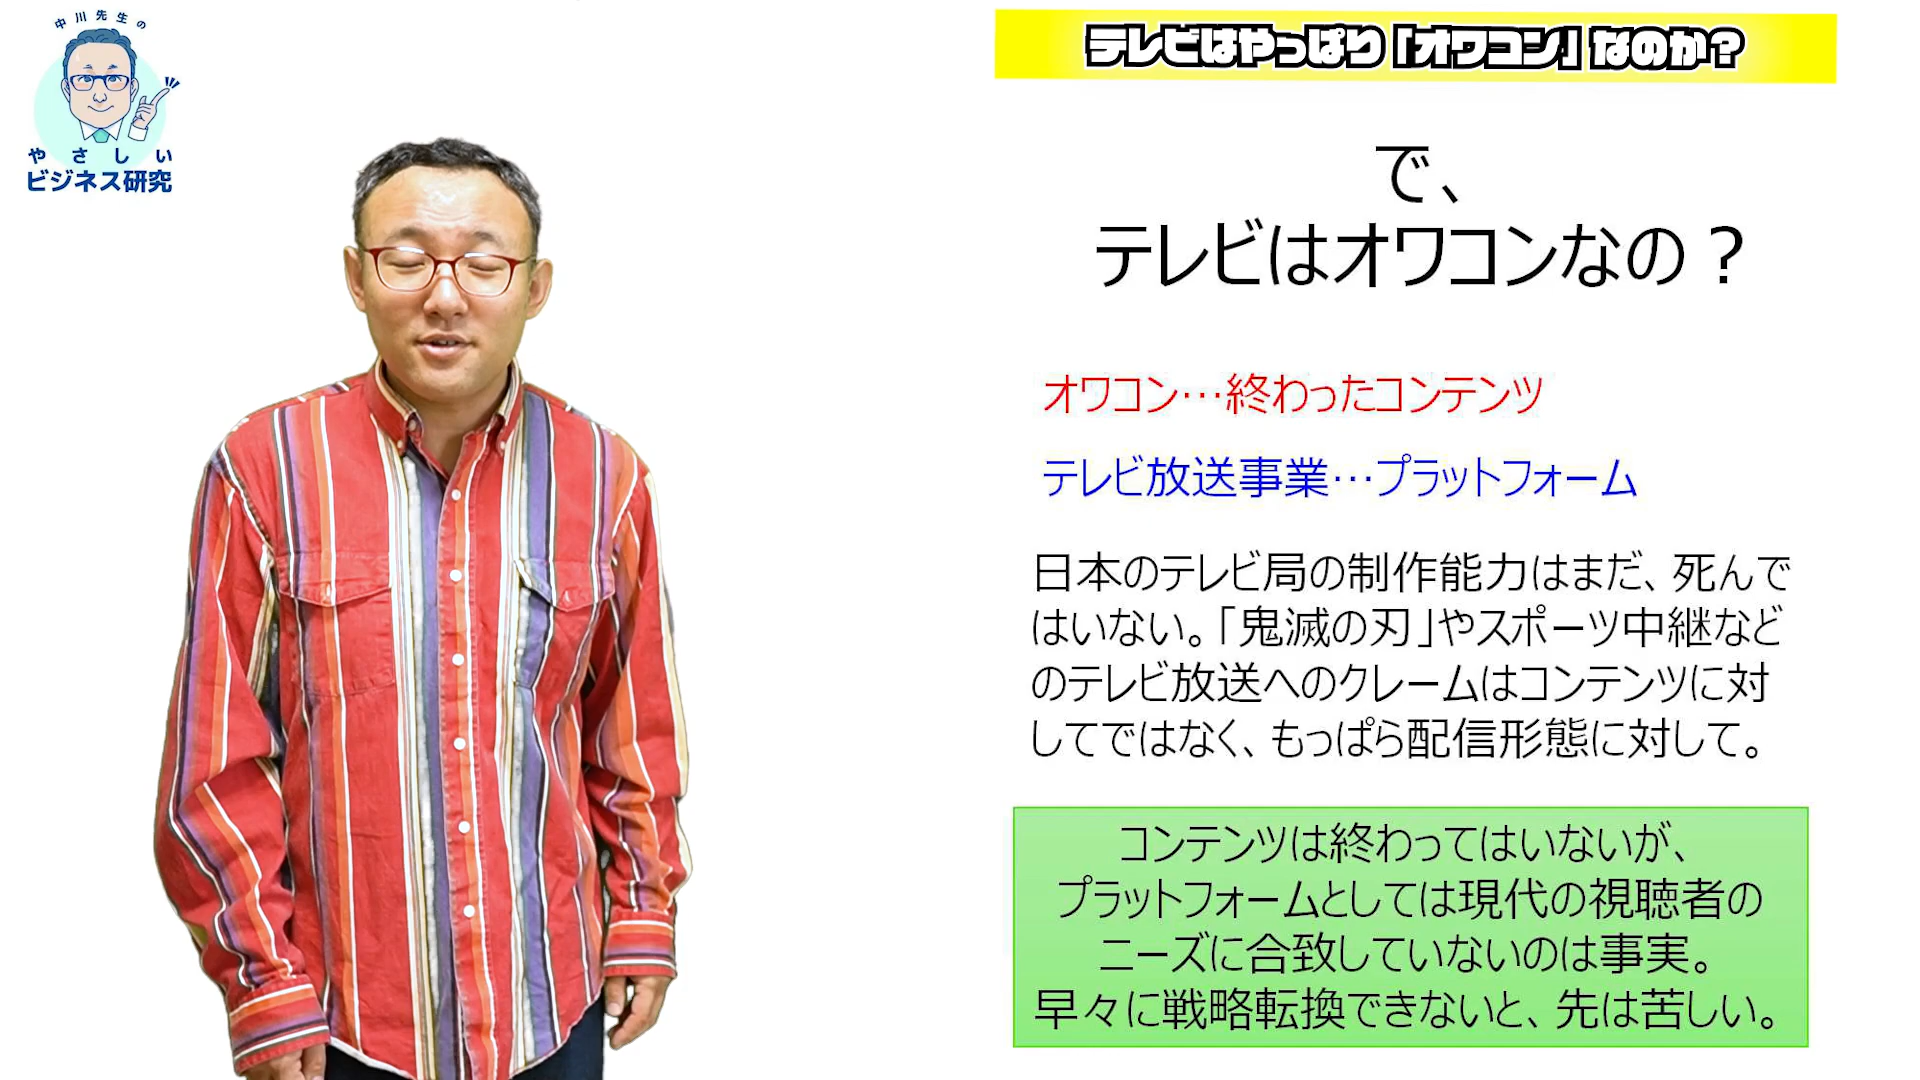 中川先生の
やさしい
ビジネス研究
テレビはやっぱり「オワコン」なのか？
で、
テレビはオワコンなの？
オワコン…終わったコンテンツ
テレビ放送事業…プラットフォーム
日本のテレビ局の制作能力はまだ、死んで
はいない。「鬼滅の刃」やスポーツ中継など
のテレビ放送へのクレームはコンテンツに対
してではなく、もっぱら配信形態に対して。
コンテンツは終わってはいないが、
プラットフォームとしては現代の視聴者の
ニーズに合致していないのは事実。
早々に戦略転換できないと、先は苦しい。